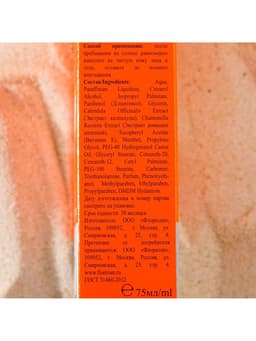 Способ применения: после
пребывания на солнце равномерно
нанесите на чистую кожу лица и
тела, оставьте до полного
впитывания.
Состав/Ingredients: Aqua,
Paraffinum Liquidum, Cetearyl
Alcohol, Isopropyl Palmitate,
Panthenol (Д-пантенол), Glycerin,
Calendula Officinalis Extract
(Экстракт календулы), Chamomilla
Recutita Extract (Экстракт ромашки
аптечной), Tocopheryl Acetate
(Витамин Е), Menthol, Propylene
Glycol, PEG-40 Hydrogenated Castor
Oil, Glyceryl Stearate, Ceteareth-20,
Ceteareth-12, Cetyl Palmitate,
PEG-100 Stearate, Carbomer,
Triethanolamine, Parfum, Phenoxyeth-
anol, Methylparaben, Ethylparaben,
Propylparaben, DMDM Hydantoin.
Дату изготовления и номер партии
смотрите на упаковке.
Срок годности: 30 месяцев.
Изготовитель: ООО «Флоресан»,
Россия, 109052, г. Москва, ул.
Смирновская, д. 25, стр. 4.
Претензии от потребителя
принимаются: ООО «Флоресан»,
Россия, 109052, г. Москва, ул.
Смирновская, д. 25, стр. 4.
www.floresan.ru
ГОСТ 31460-2012
℮ 75мл/ml